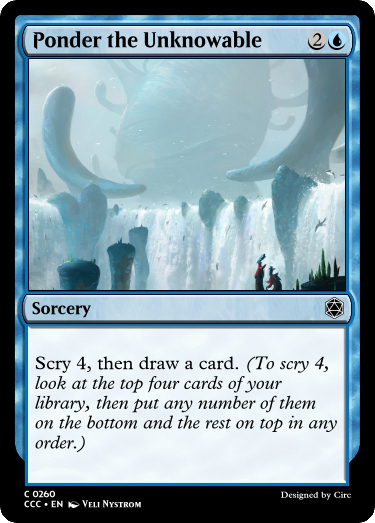 Ponder the Unknowable 2
Sorcery
Scry 4, then draw a card. (To scry 4,
look at the top four cards of your
library, then put any number of them
on the bottom and the rest on top in any
order.)
C 0260
CCC • EN Veli Nystrom
Designed by Circ